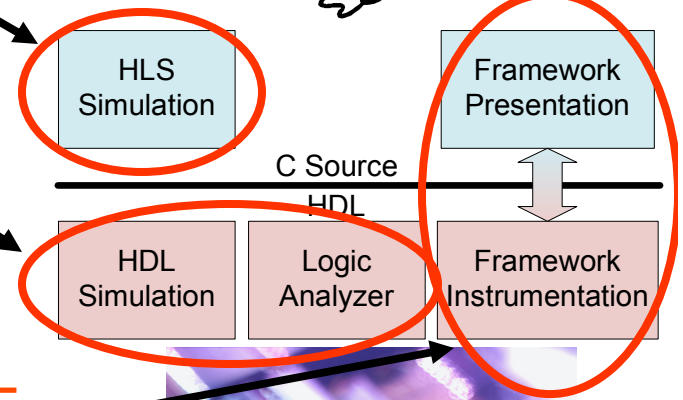 HLS
Simulation
Framework
Presentation
C Source
HDL
HDL
Simulation
Logic
Analyzer
Framework
Instrumentation